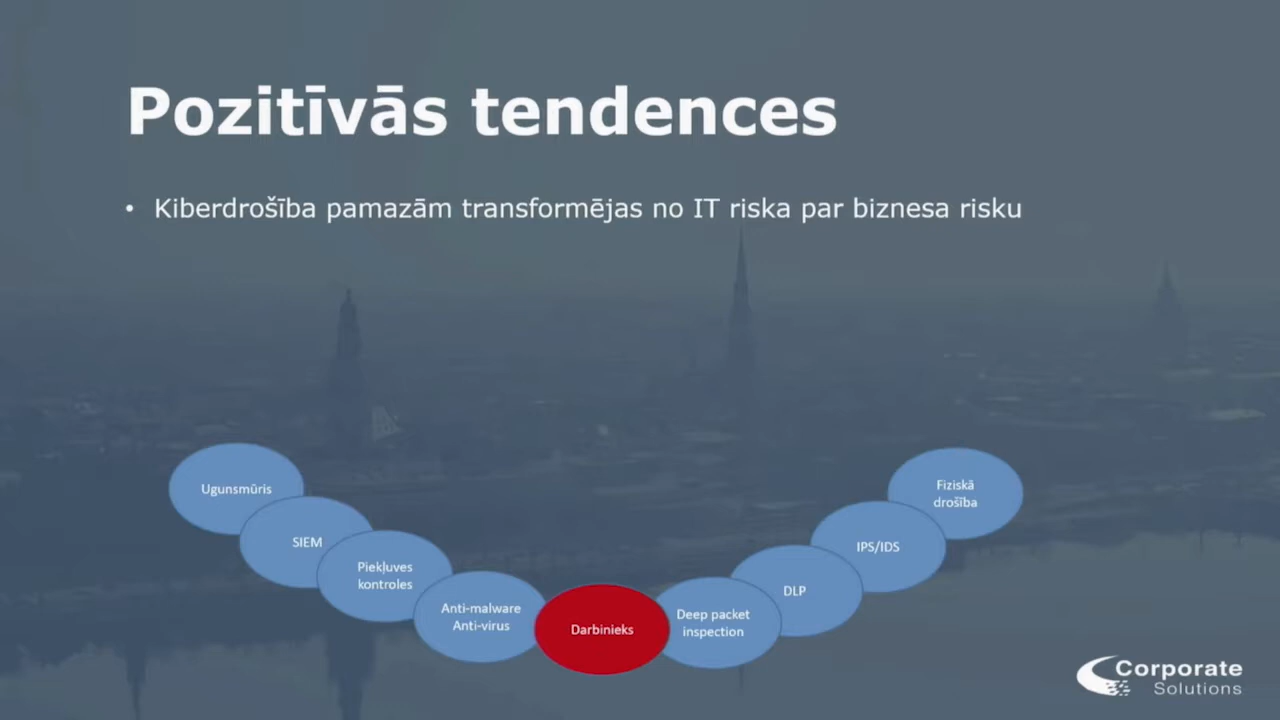 Pozitīvās tendences
• Kiberdrošība pamazām transformējas no IT riska par biznesa risku
Ugunsmūris
SIEM
Piekļuves
kontroles
Anti-malware
Anti-virus
Darbinieks
Deep packet
inspection
DLP
IPS/IDS
Fiziskā
drošība
Corporate
Solutions